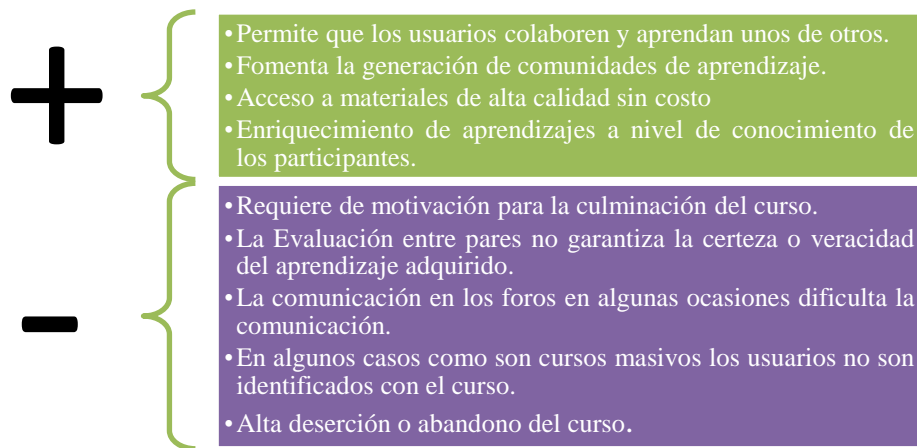 •Permite que los usuarios colaboren y aprendan unos de otros.
•Fomenta la generación de comunidades de aprendizaje.
•Acceso a materiales de alta calidad sin costo
•Enriquecimiento de aprendizajes a nivel de conocimiento de
los participantes.
•Requiere de motivación para la culminación del curso.
•La Evaluación entre pares no garantiza la certeza o veracidad
del aprendizaje adquirido.
•La comunicación en los foros en algunas ocasiones dificulta la
comunicación.
•En algunos casos como son cursos masivos los usuarios no son
identificados con el curso.
•Alta deserción o abandono del curso.